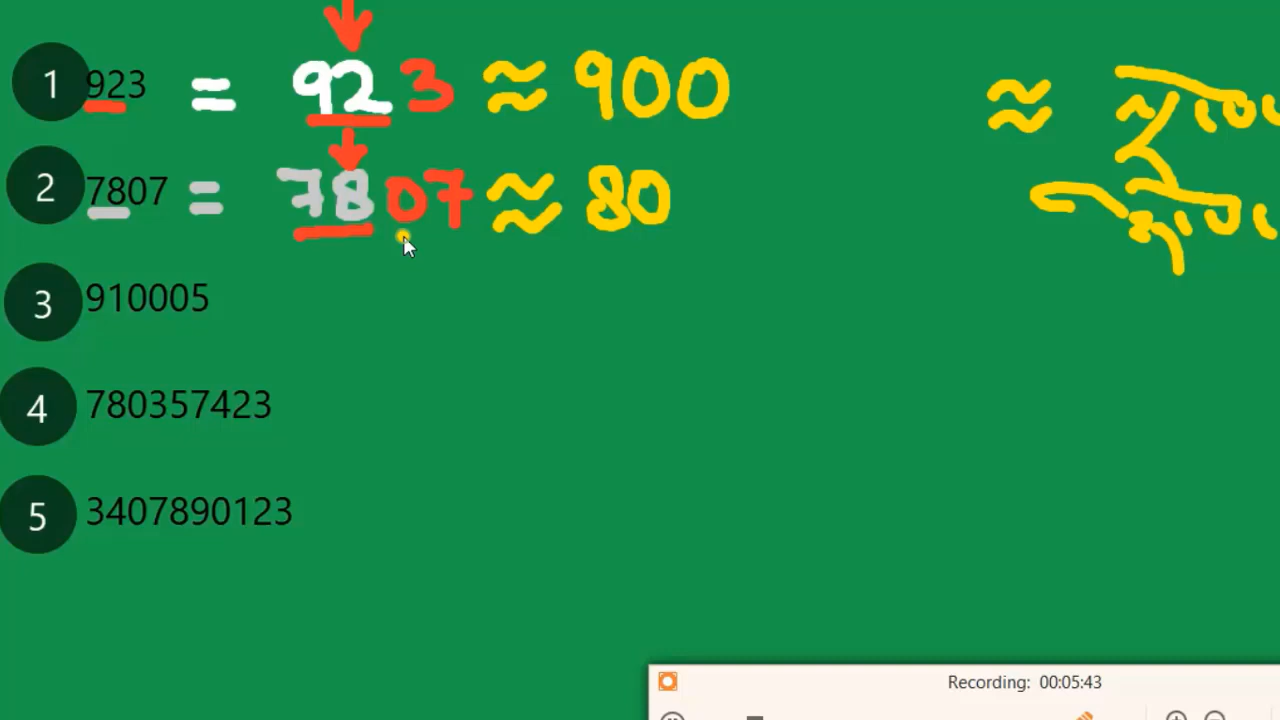 1 923 = 923 ≈ 900 ≈
2 7807 = 7807 ≈ 80
3 910005
4 780357423
5 3407890123
Recording: 00:05:43